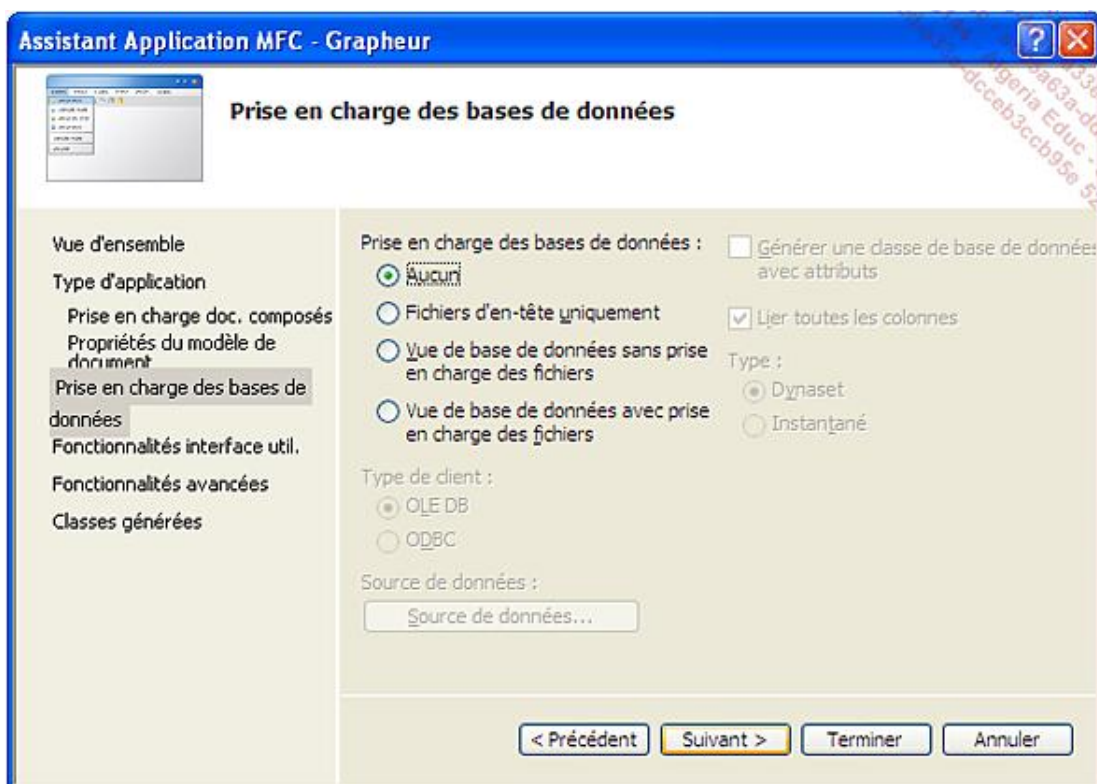 Assistant Application MFC - Grapheur
Prise en charge des bases de données
Vue d'ensemble
Type d'application
Prise en charge doc. composés
Propriétés du modèle de
document
Prise en charge des bases de
données
Fonctionnalités interface util.
Fonctionnalités avancées
Classes générées
Prise en charge des bases de données :
Aucun
Fichiers d'en-tête uniquement
Vue de base de données sans prise
en charge des fichiers
Vue de base de données avec prise
en charge des fichiers
Type de client :
OLE DB
ODBC
Source de données :
Source de données...
Générer une classe de base de données
avec attributs
Lier toutes les colonnes
Type :
Dynaset
Instantané
< Précédent
Suivant >
Terminer
Annuler